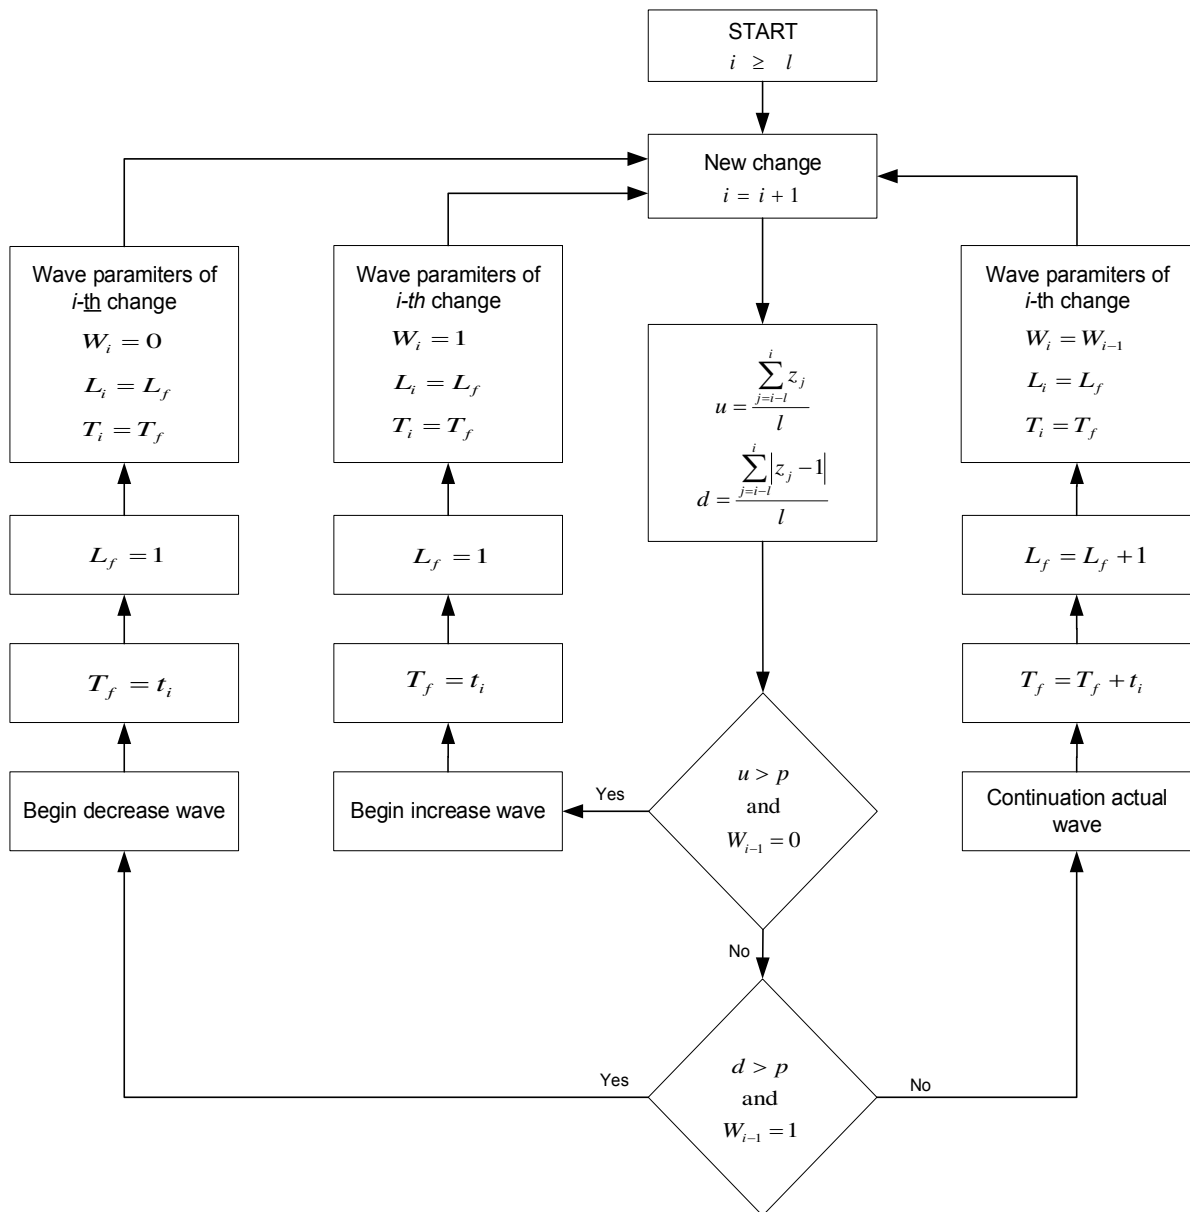 START
i ≥ l
New change
i = i + 1
Wave paramiters of
i-th change
W_i = 0
L_i = L_f
T_i = T_f
Wave paramiters of
i-th change
W_i = 1
L_i = L_f
T_i = T_f
u = \frac{\sum_{j=i-l}^{i} z_j}{l}
d = \frac{\sum_{j=i-l}^{i} |z_j - 1|}{l}
Wave paramiters of
i-th change
W_i = W_{i-1}
L_i = L_f
T_i = T_f
L_f = 1
L_f = 1
L_f = L_f + 1
T_f = t_i
T_f = t_i
T_f = T_f + t_i
Begin decrease wave
Begin increase wave
Yes
u > p
and
W_{i-1} = 0
Continuation actual
wave
No
Yes
d > p
and
W_{i-1} = 1
No